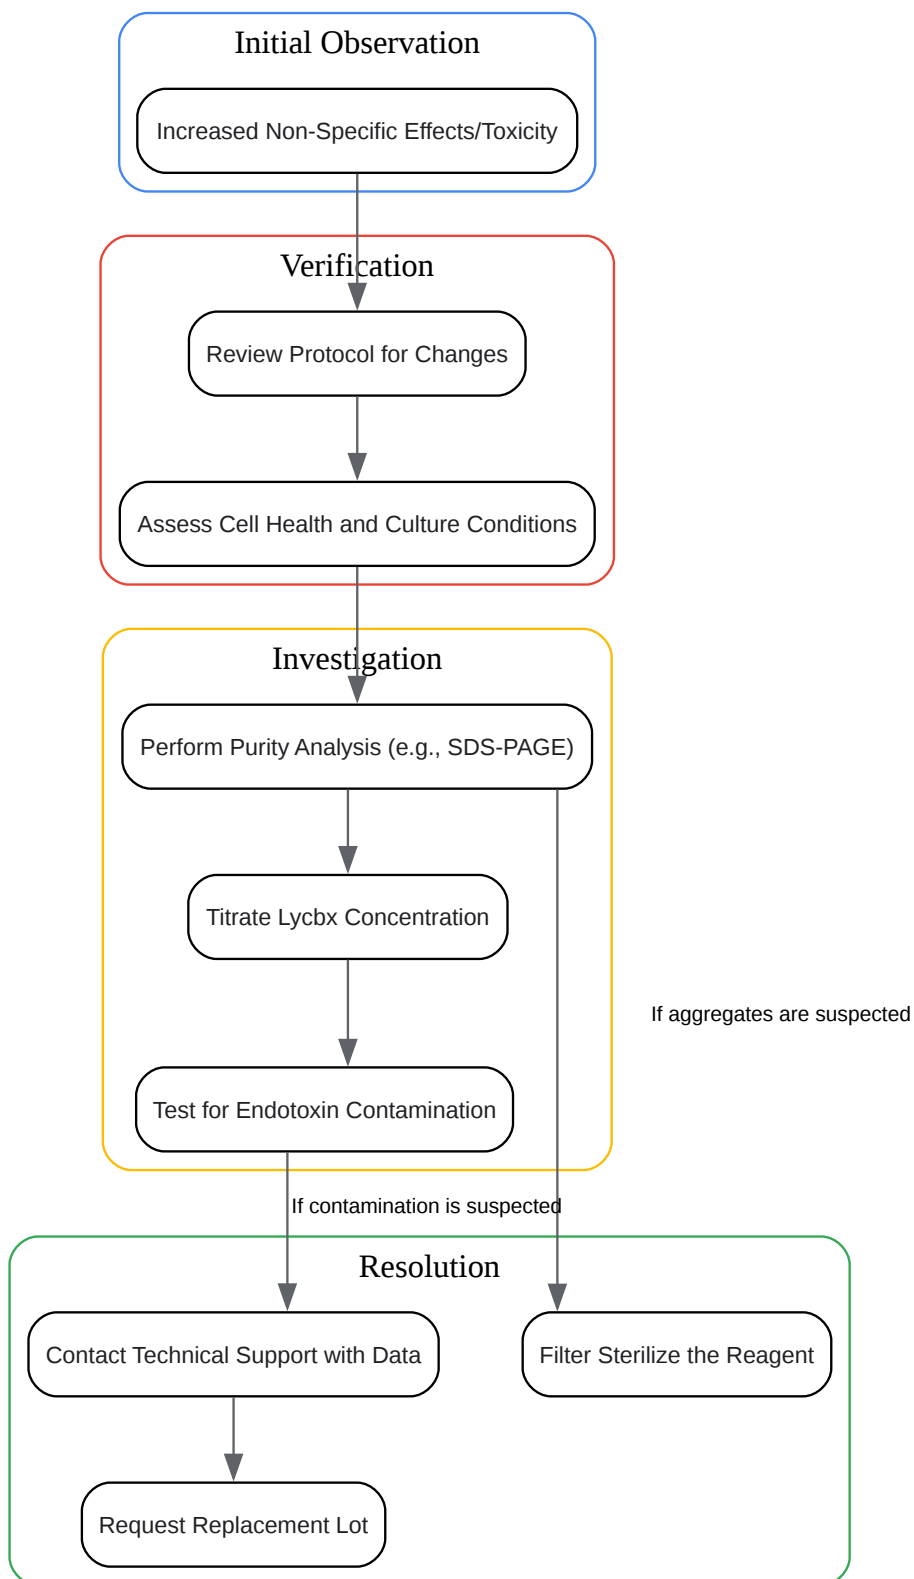 Initial Observation
Increased Non-Specific Effects/Toxicity
Verification
Review Protocol for Changes
Assess Cell Health and Culture Conditions
Investigation
Perform Purity Analysis (e.g., SDS-PAGE)
Titrate Lycbx Concentration
If aggregates are suspected
Test for Endotoxin Contamination
If contamination is suspected
Resolution
Contact Technical Support with Data
Filter Sterilize the Reagent
Request Replacement Lot